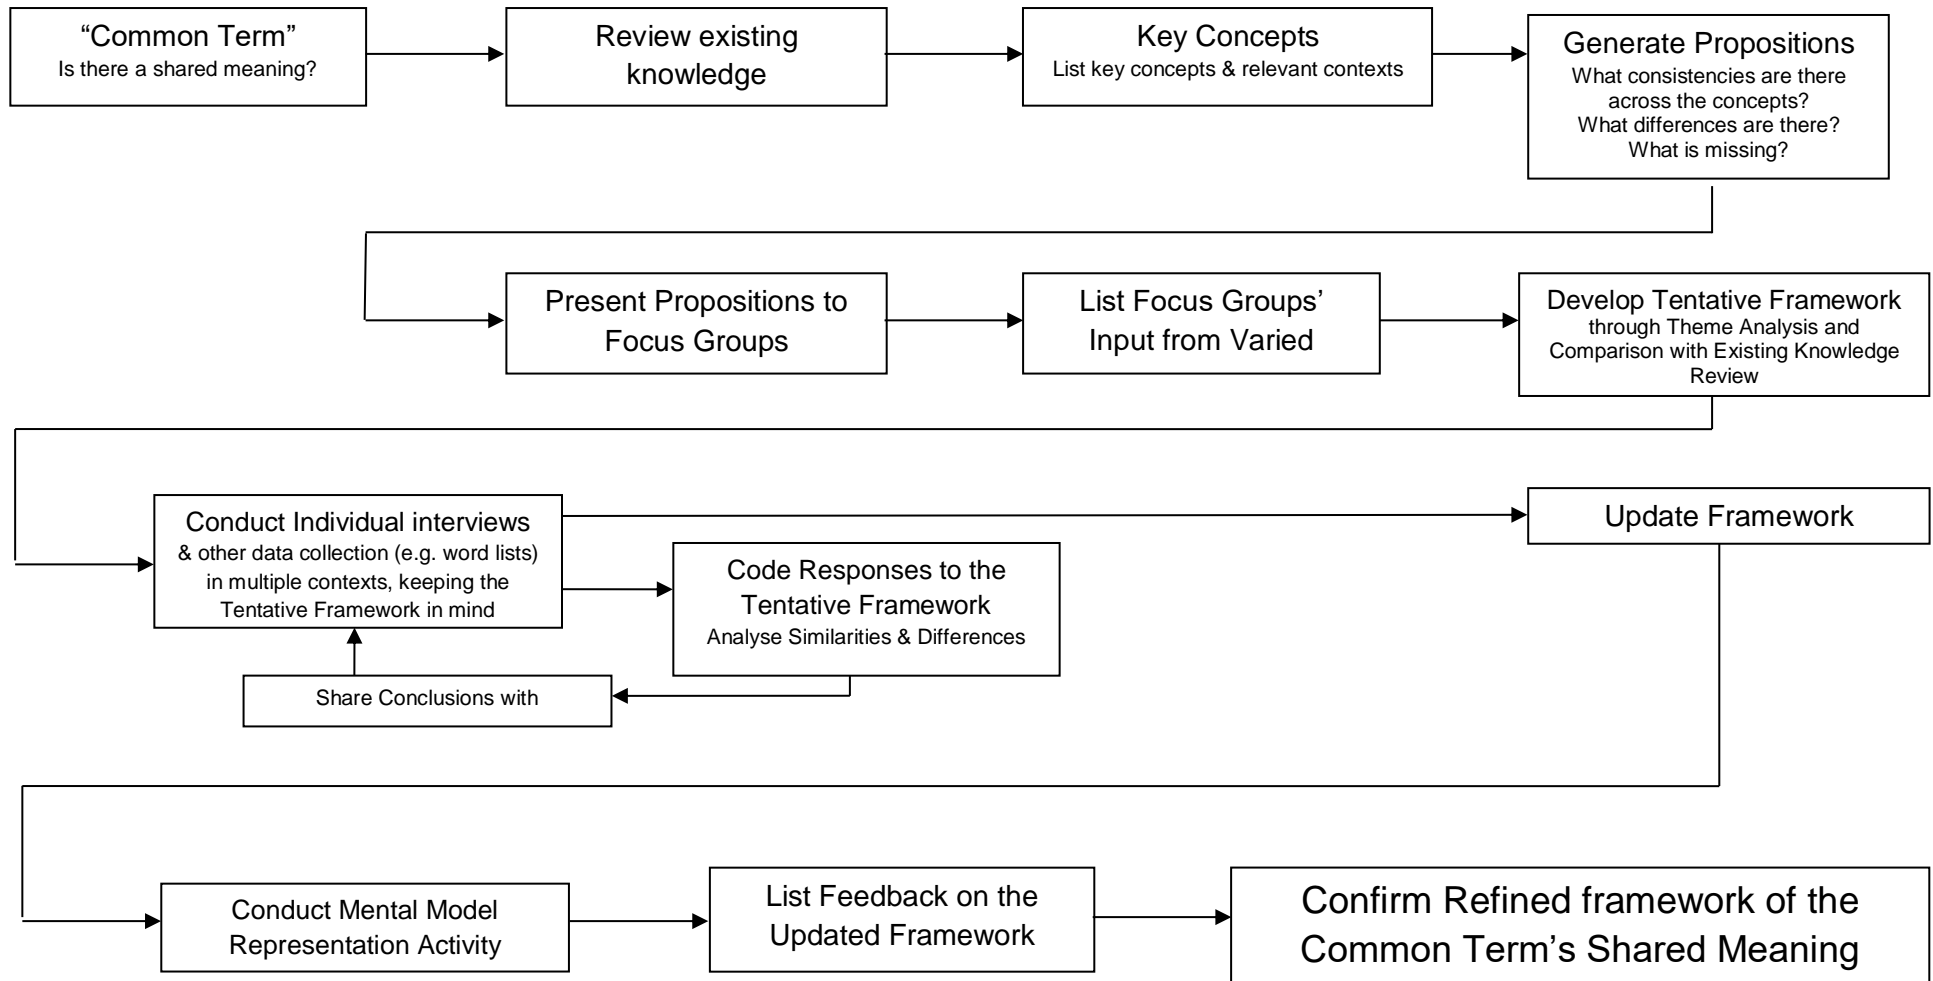 “Common Term”
Is there a shared meaning?
Review existing
knowledge
Key Concepts
List key concepts & relevant contexts
Generate Propositions
What consistencies are there
across the concepts?
What differences are there?
What is missing?
Present Propositions to
Focus Groups
List Focus Groups’
Input from Varied
Develop Tentative Framework
through Theme Analysis and
Comparison with Existing Knowledge
Review
Conduct Individual interviews
& other data collection (e.g. word lists)
in multiple contexts, keeping the
Tentative Framework in mind
Code Responses to the
Tentative Framework
Analyse Similarities & Differences
Share Conclusions with
Update Framework
Conduct Mental Model
Representation Activity
List Feedback on the
Updated Framework
Confirm Refined framework of the
Common Term’s Shared Meaning